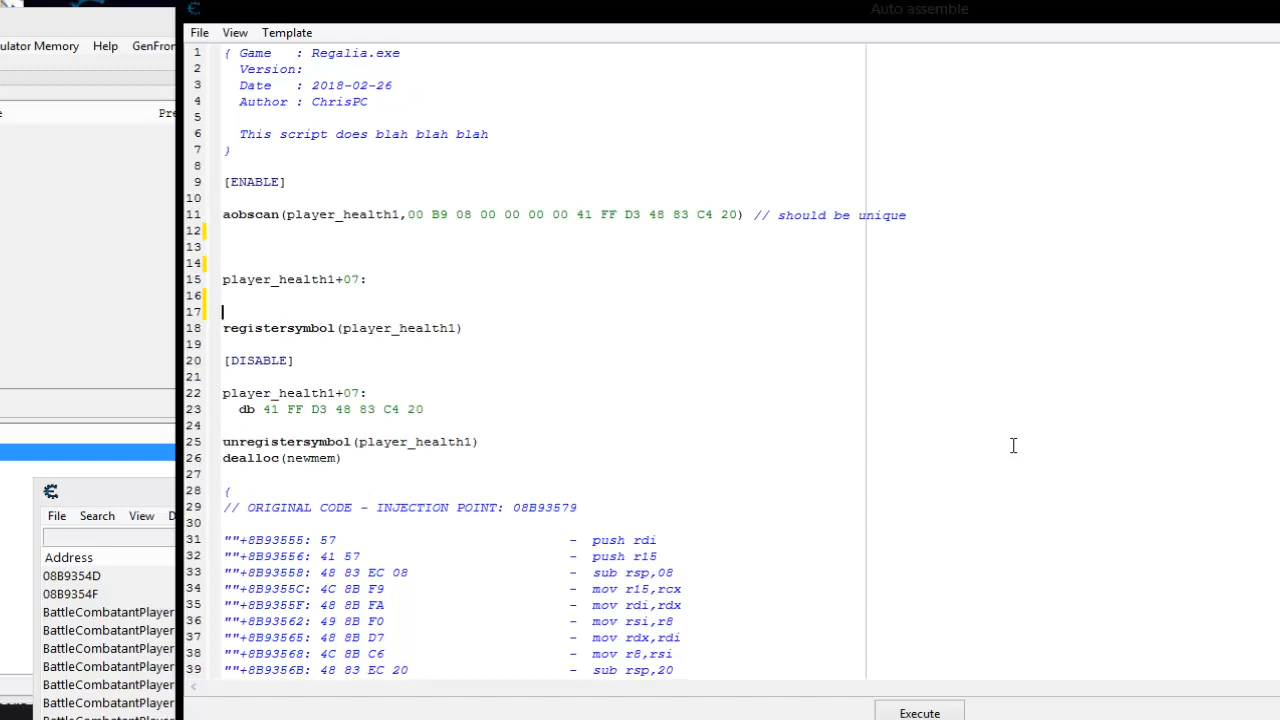 Auto assemble
ulator Memory Help GenFron
File View Template
1 { Game : Regalia.exe
2 Version:
3 Date : 2018-02-26
4 Author : ChrisPC
5
6 This script does blah blah blah
7 }
8
9 [ENABLE]
10
11 aobscan(player_health1,00 B9 08 00 00 00 00 41 FF D3 48 83 C4 20) // should be unique
12
13
14
15 player_health1+07:
16
17
18 registersymbol(player_health1)
19
20 [DISABLE]
21
22 player_health1+07:
23 db 41 FF D3 48 83 C4 20
24
25 unregistersymbol(player_health1)
26 dealloc(newmem)
27
28 {
29 // ORIGINAL CODE - INJECTION POINT: 08B93579
30
31 ""+8B93555: 57 - push rdi
32 ""+8B93556: 41 57 - push r15
33 ""+8B93558: 48 83 EC 08 - sub rsp,08
34 ""+8B9355C: 4C 8B F9 - mov r15,rcx
35 ""+8B9355F: 48 8B FA - mov rdi,rdx
36 ""+8B93562: 49 8B F0 - mov rsi,r8
37 ""+8B93565: 48 8B D7 - mov rdx,rdi
38 ""+8B93568: 4C 8B C6 - mov r8,rsi
39 ""+8B9356B: 48 83 EC 20 - sub rsp,20
e Pre
File Search View D
Address
08B9354D
08B9354F
BattleCombatantPlayer
BattleCombatantPlayer
BattleCombatantPlayer
BattleCombatantPlayer
BattleCombatantPlayer
BattleCombatantPlayer
Execute